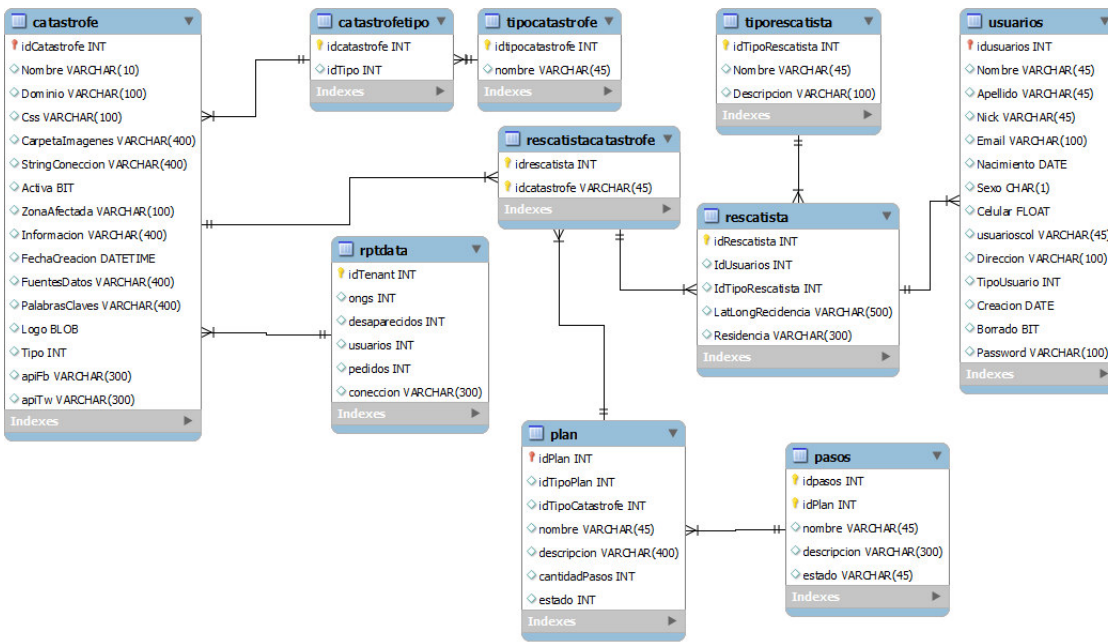 catastrofe
idCatastrofe INT
Nombre VARCHAR(10)
Dominio VARCHAR(100)
Css VARCHAR(100)
CarpetaImagenes VARCHAR(400)
StringConeccion VARCHAR(400)
Activa BIT
ZonaAfectada VARCHAR(100)
Informacion VARCHAR(400)
FechaCreacion DATETIME
FuentesDatos VARCHAR(400)
PalabrasClaves VARCHAR(400)
Logo BLOB
Tipo INT
apiFb VARCHAR(300)
apiTw VARCHAR(300)
Indexes
catastrofetipo
idcatastrofe INT
idTipo INT
Indexes
tipocatastrofe
idtipocatastrofe INT
nombre VARCHAR(45)
Indexes
tiporescatista
idTipoRescatista INT
Nombre VARCHAR(45)
Descripcion VARCHAR(100)
Indexes
usuarios
idusuarios INT
Nombre VARCHAR(45)
Apellido VARCHAR(45)
Nick VARCHAR(45)
Email VARCHAR(100)
Nacimiento DATE
Sexo CHAR(1)
Celular FLOAT
usuarioscol VARCHAR(45)
Direccion VARCHAR(100)
TipoUsuario INT
Creacion DATE
Borrado BIT
Password VARCHAR(100)
Indexes
rescatistacatastrofe
idrescatista INT
idcatastrofe VARCHAR(45)
Indexes
rescatista
idRescatista INT
IdUsuarios INT
IdTipoRescatista INT
LatLongRecidencia VARCHAR(500)
Residencia VARCHAR(300)
Indexes
rptdata
idTenant INT
ongs INT
desaparecidos INT
usuarios INT
pedidos INT
coneccion VARCHAR(300)
Indexes
plan
idPlan INT
idTipoPlan INT
idTipoCatastrofe INT
nombre VARCHAR(45)
descripcion VARCHAR(400)
cantidadPasos INT
estado INT
Indexes
pasos
idpasos INT
idPlan INT
nombre VARCHAR(45)
descripcion VARCHAR(300)
estado VARCHAR(45)
Indexes